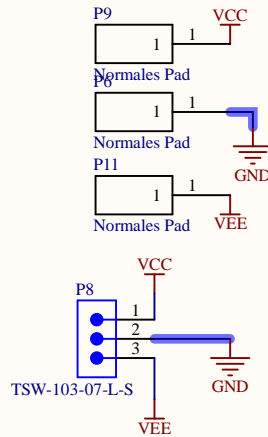 P9
VCC
1 1
Normales Pad
P6
1 1
Normales Pad
GND
P11
1 1
Normales Pad
VEE
VCC
P8
1
2
3
GND
TSW-103-07-L-S
VEE